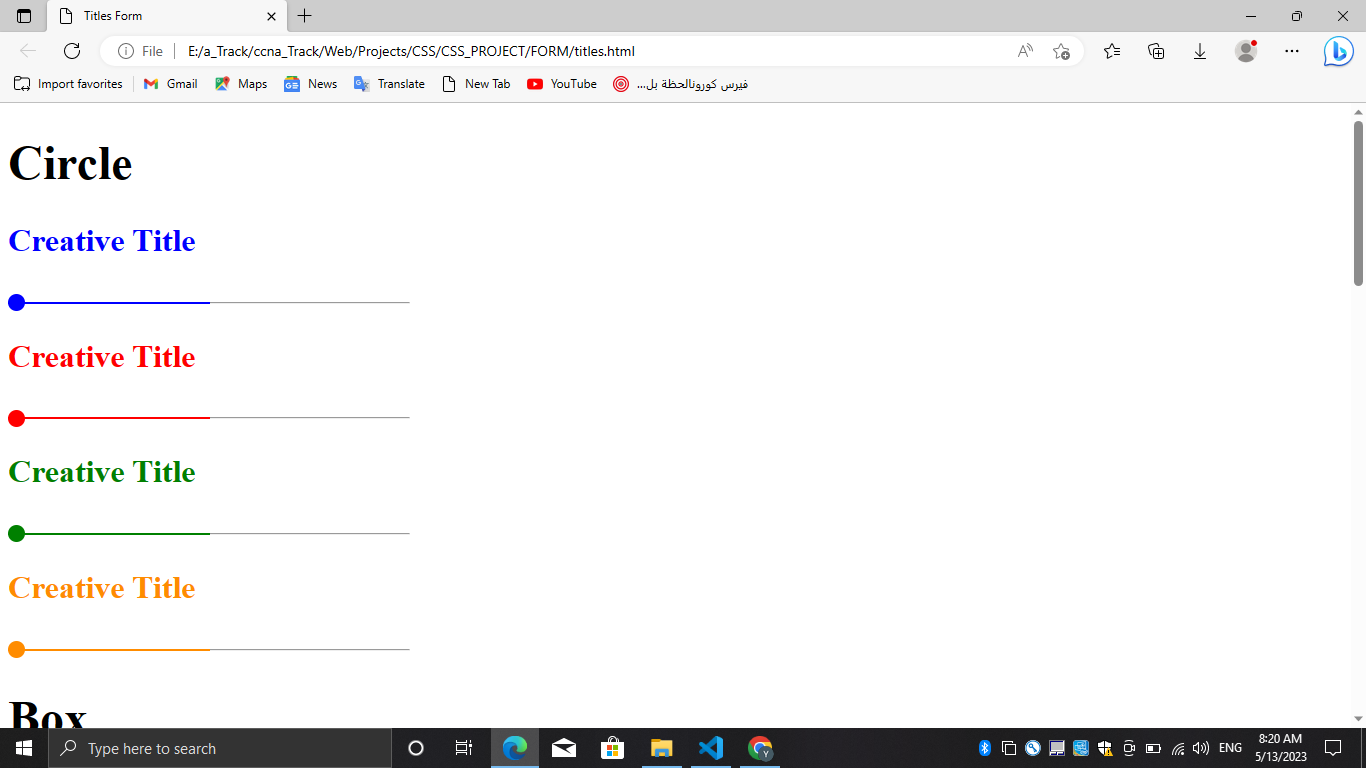 Titles Form
File
E:/a_Track/ccna_Track/Web/Projects/CSS/CSS_PROJECT/FORM/titles.html
Import favorites
Gmail
Maps
News
Translate
New Tab
YouTube
فيرس كورونالحظة بل...
Circle
Creative Title
Creative Title
Creative Title
Creative Title
Box
Type here to search
Y
ENG
8:20 AM
5/13/2023